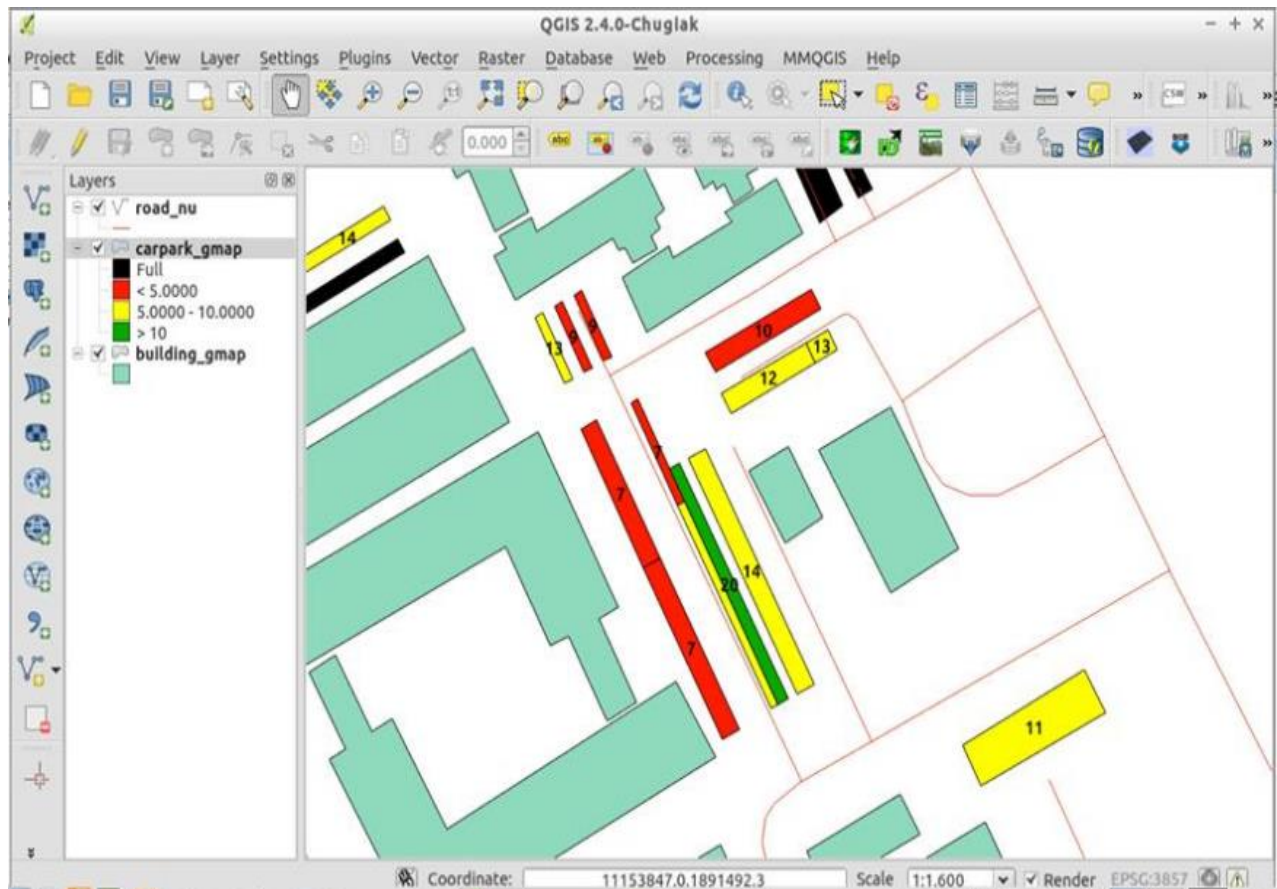 QGIS 2.4.0-Chugiak
Project Edit View Layer Settings Plugins Vector Raster Database Web Processing MMQGIS Help
CSW
0.000
abc
Layers
road_nu
carpark_gmap
Full
< 5.0000
5.0000 - 10.0000
> 10
building_gmap
14
13
9
9
10
13
12
7
7
20
14
7
11
Coordinate: 11153847.0,1891492.3 Scale 1:1.600 Render EPSG:3857